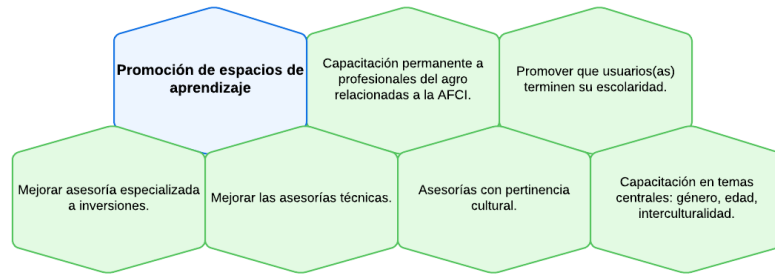 Promoción de espacios de
aprendizaje
Capacitación permanente a
profesionales del agro
relacionadas a la AFCI.
Promover que usuarios(as)
terminen su escolaridad.
Mejorar asesoría especializada
a inversiones.
Mejorar las asesorías técnicas.
Asesorías con pertinencia
cultural.
Capacitación en temas
centrales: género, edad,
interculturalidad.